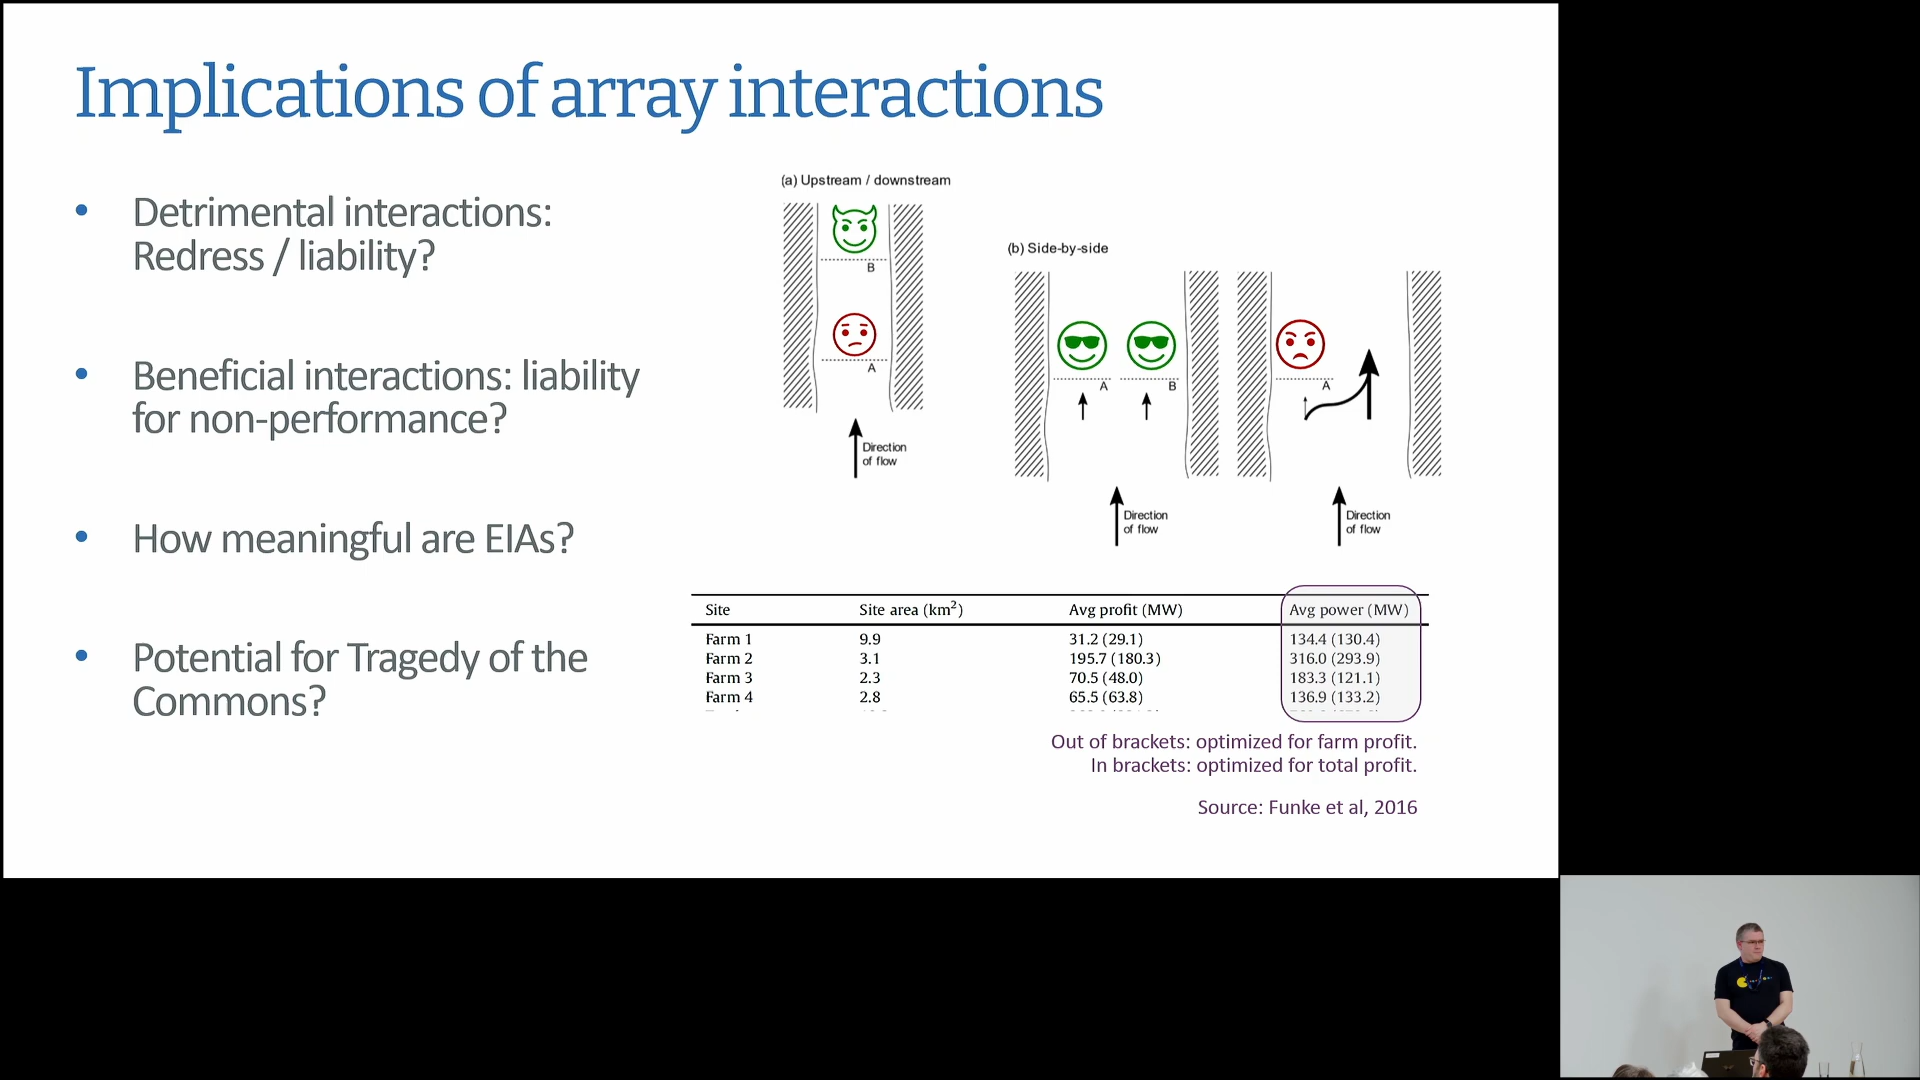 Implications of array interactions
• Detrimental interactions:
Redress / liability?
• Beneficial interactions: liability
for non-performance?
• How meaningful are EIAs?
• Potential for Tragedy of the
Commons?
(a) Upstream / downstream
B
A
Direction
of flow
(b) Side-by-side
A B A
Direction
of flow
Direction
of flow
Site Site area (km²) Avg profit (MW) Avg power (MW)
Farm 1 9.9 31.2 (29.1) 134.4 (130.4)
Farm 2 3.1 195.7 (180.3) 316.0 (293.9)
Farm 3 2.3 70.5 (48.0) 183.3 (121.1)
Farm 4 2.8 65.5 (63.8) 136.9 (133.2)
Out of brackets: optimized for farm profit.
In brackets: optimized for total profit.
Source: Funke et al, 2016